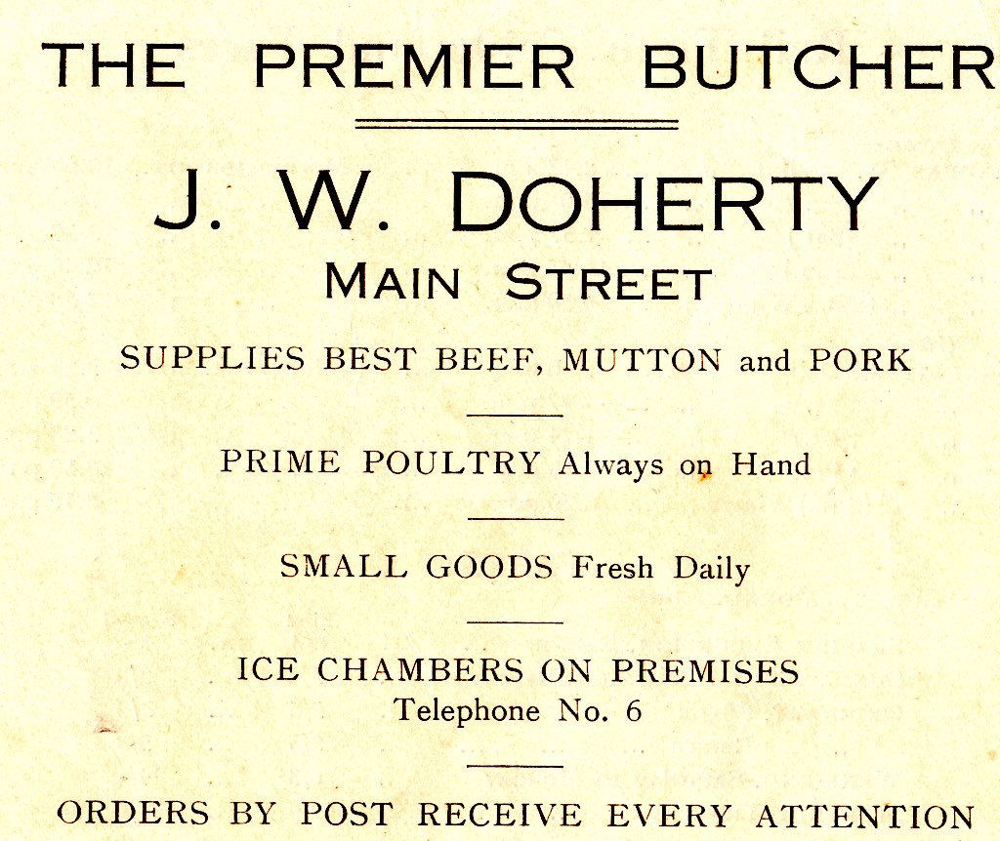 THE PREMIER BUTCHER
J. W. DOHERTY
MAIN STREET
SUPPLIES BEST BEEF, MUTTON and PORK
PRIME POULTRY Always on Hand
SMALL GOODS Fresh Daily
ICE CHAMBERS ON PREMISES
Telephone No. 6
ORDERS BY POST RECEIVE EVERY ATTENTION